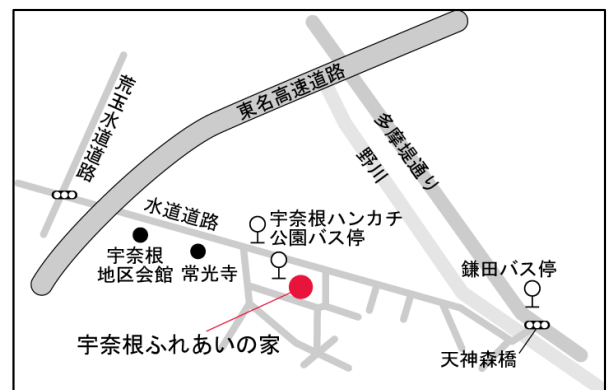 荒玉水道道路
東名高速道路
多摩堤通り
野川
水道道路
宇奈根ハンカチ
公園バス停
宇奈根
地区会館
常光寺
鎌田バス停
宇奈根ふれあいの家
天神森橋